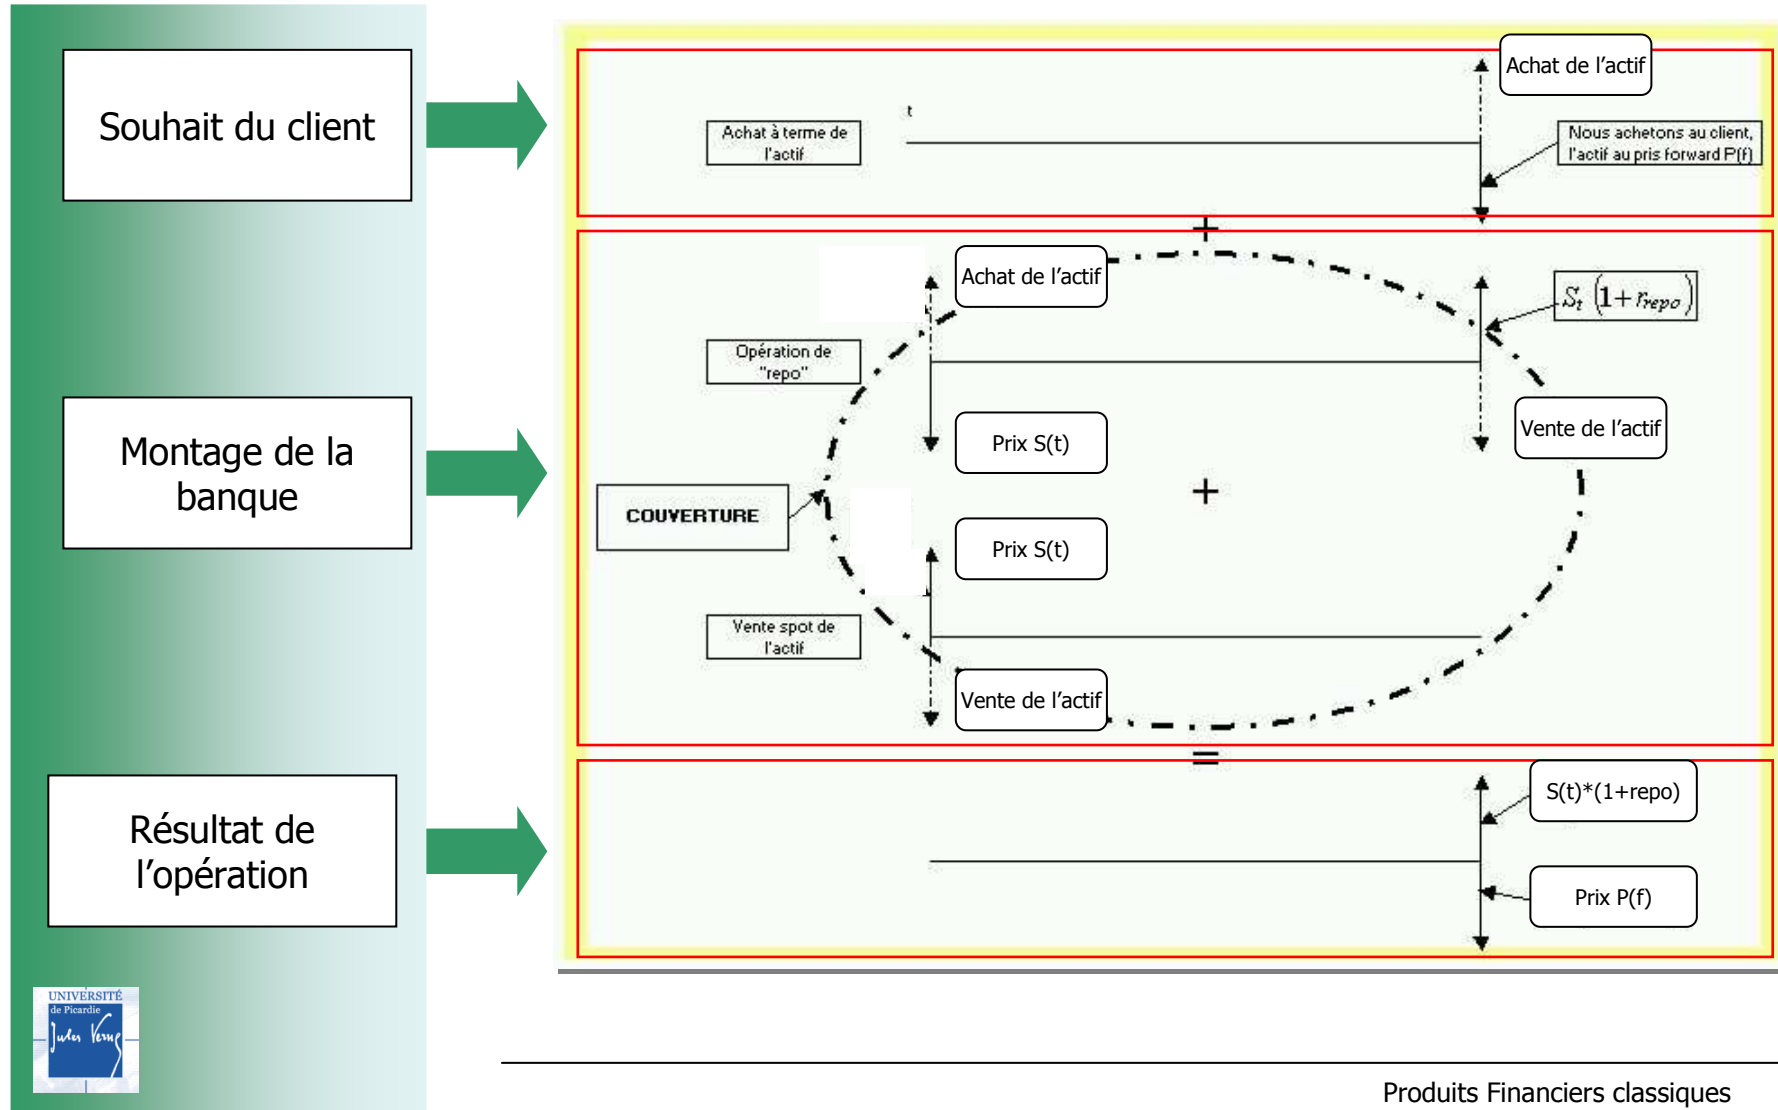 Souhait du client
Achat à terme de
l'actif
t
Achat de l'actif
Nous achetons au client,
l'actif au pris forward P(f)
+
Montage de la
banque
Achat de l'actif
S_t (1+r_repo)
Opération de
"repo"
Prix S(t)
Vente de l'actif
+
COUVERTURE
Prix S(t)
Vente spot de
l'actif
Vente de l'actif
=
Résultat de
l'opération
S(t)*(1+repo)
Prix P(f)
UNIVERSITÉ
de Picardie
Jules Verne
Produits Financiers classiques